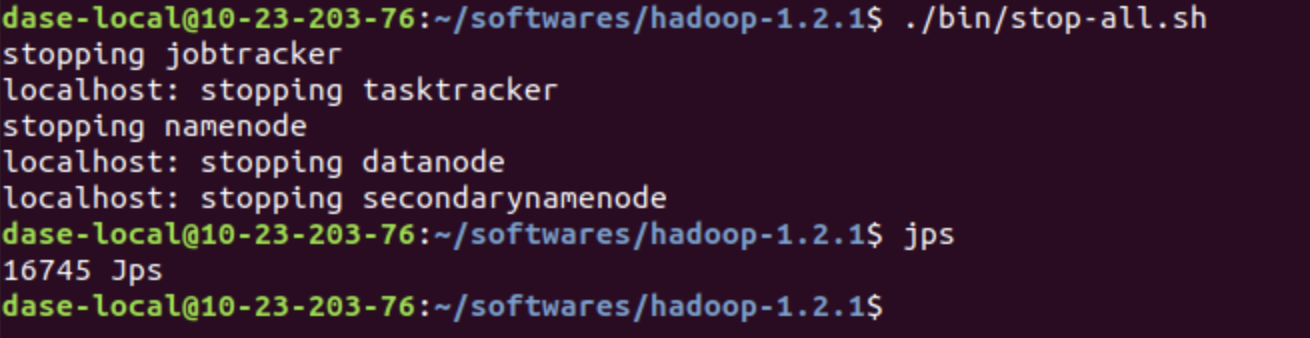 dase-local@10-23-203-76:~/softwares/hadoop-1.2.1$ ./bin/stop-all.sh
stopping jobtracker
localhost: stopping tasktracker
stopping namenode
localhost: stopping datanode
localhost: stopping secondarynamenode
dase-local@10-23-203-76:~/softwares/hadoop-1.2.1$ jps
16745 Jps
dase-local@10-23-203-76:~/softwares/hadoop-1.2.1$